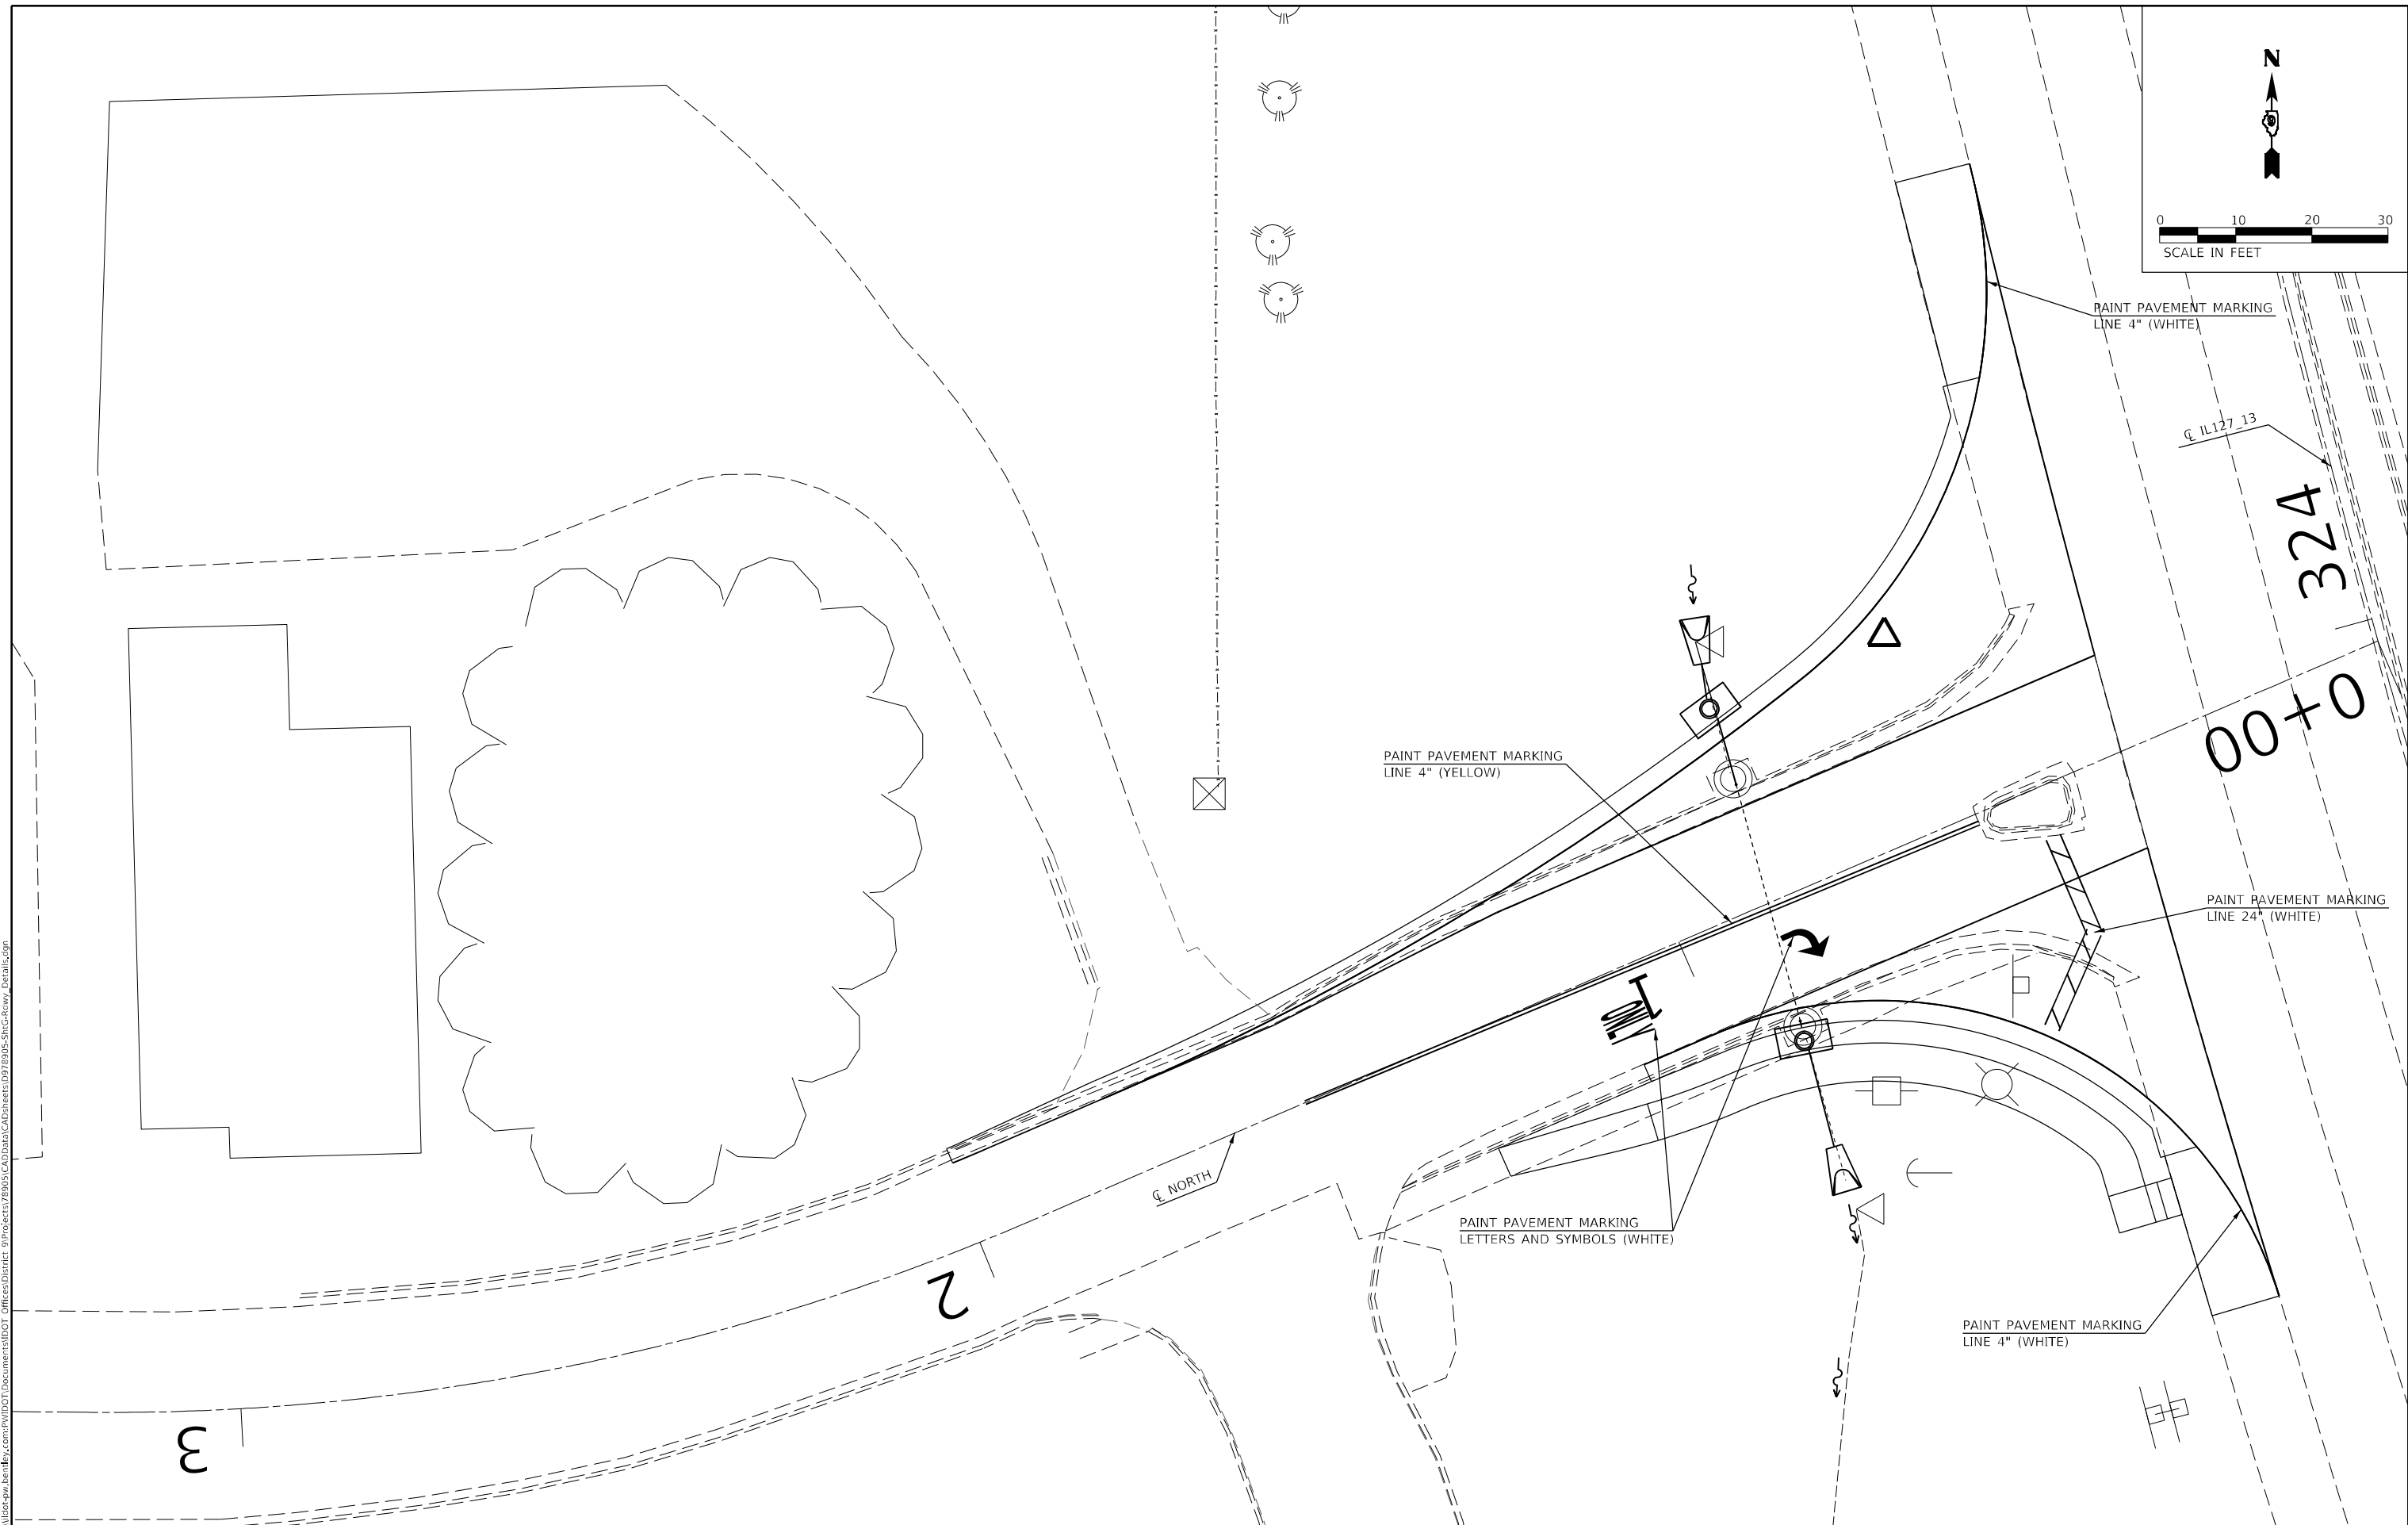 N
9
0 10 20 30
SCALE IN FEET
PAINT PAVEMENT MARKING
LINE 4" (WHITE)
℄ IL127_13
324
0+00
PAINT PAVEMENT MARKING
LINE 4" (YELLOW)
PAINT PAVEMENT MARKING
LINE 24" (WHITE)
℄ NORTH
PAINT PAVEMENT MARKING
LETTERS AND SYMBOLS (WHITE)
2
PAINT PAVEMENT MARKING
LINE 4" (WHITE)
3